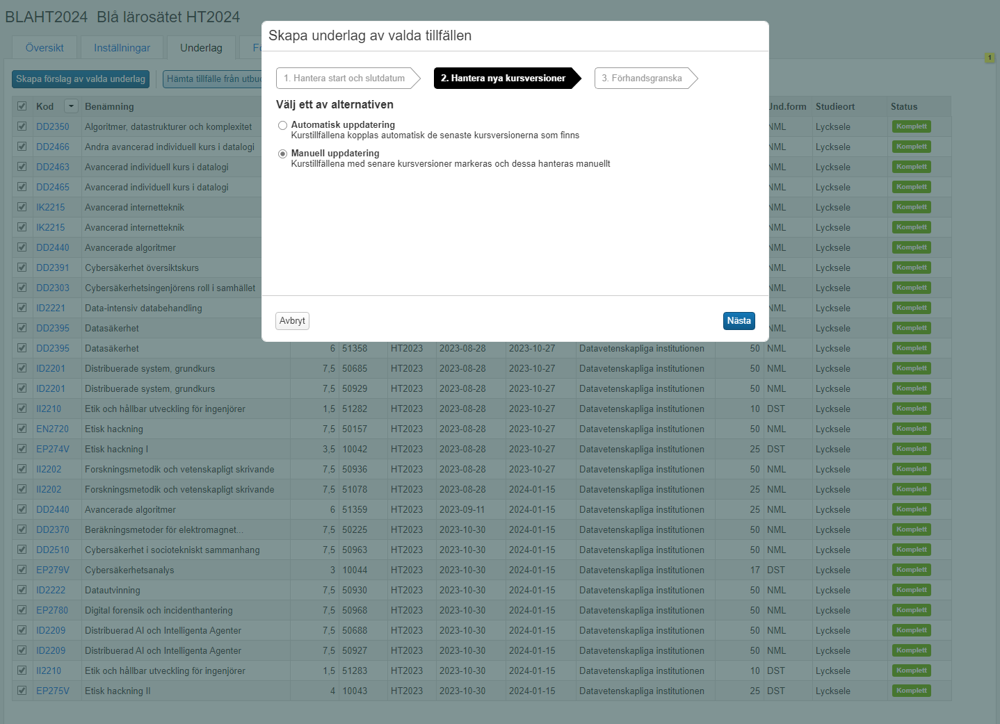 BLAHT2024 Blå lärosätet HT2024
Skapa underlag av valda tillfällen
Översikt Inställningar Underlag
1. Hantera start och slutdatum 2. Hantera nya kursversioner 3. Förhandsgranska
1
Skapa förslag av valda underlag Hämta tillfälle från utbuc
Välj ett av alternativen
Automatisk uppdatering
Kurstillfällena kopplas automatisk de senaste kursversionerna som finns
Manuell uppdatering
Kurstillfällena med senare kursversioner markeras och dessa hanteras manuellt
Avbryt Nästa
Kod Benämning Und.form Studieort Status
DD2350 Algoritmer, datastrukturer och komplexitet NML Lycksele Komplett
DD2466 Andra avancerad individuell kurs i datalogi NML Lycksele Komplett
DD2463 Avancerad individuell kurs i datalogi NML Lycksele Komplett
DD2465 Avancerad individuell kurs i datalogi NML Lycksele Komplett
IK2215 Avancerad internetteknik NML Lycksele Komplett
IK2215 Avancerad internetteknik NML Lycksele Komplett
DD2440 Avancerade algoritmer NML Lycksele Komplett
DD2391 Cybersäkerhet översiktskurs NML Lycksele Komplett
DD2303 Cybersäkerhetsingenjörens roll i samhället NML Lycksele Komplett
ID2221 Data-intensiv databehandling NML Lycksele Komplett
DD2395 Datasäkerhet NML Lycksele Komplett
DD2395 Datasäkerhet 6 51358 HT2023 2023-08-28 2023-10-27 Datavetenskapliga institutionen 50 NML Lycksele Komplett
ID2201 Distribuerade system, grundkurs 7,5 50685 HT2023 2023-08-28 2023-10-27 Datavetenskapliga institutionen 50 NML Lycksele Komplett
ID2201 Distribuerade system, grundkurs 7,5 50929 HT2023 2023-08-28 2023-10-27 Datavetenskapliga institutionen 50 NML Lycksele Komplett
II2210 Etik och hållbar utveckling för ingenjörer 1,5 51282 HT2023 2023-08-28 2023-10-27 Datavetenskapliga institutionen 10 DST Lycksele Komplett
EN2720 Etisk hackning 7,5 50157 HT2023 2023-08-28 2023-10-27 Datavetenskapliga institutionen 50 NML Lycksele Komplett
EP274V Etisk hackning I 3,5 10042 HT2023 2023-08-28 2023-10-27 Datavetenskapliga institutionen 25 DST Lycksele Komplett
II2202 Forskningsmetodik och vetenskapligt skrivande 7,5 50936 HT2023 2023-08-28 2023-10-27 Datavetenskapliga institutionen 50 NML Lycksele Komplett
II2202 Forskningsmetodik och vetenskapligt skrivande 7,5 51078 HT2023 2023-08-28 2024-01-15 Datavetenskapliga institutionen 25 NML Lycksele Komplett
DD2440 Avancerade algoritmer 6 51359 HT2023 2023-09-11 2024-01-15 Datavetenskapliga institutionen 25 NML Lycksele Komplett
DD2370 Beräkningsmetoder för elektromagnet... 7,5 50225 HT2023 2023-10-30 2024-01-15 Datavetenskapliga institutionen 50 NML Lycksele Komplett
DD2510 Cybersäkerhet i sociotekniskt sammanhang 7,5 50963 HT2023 2023-10-30 2024-01-15 Datavetenskapliga institutionen 50 NML Lycksele Komplett
EP279V Cybersäkerhetsanalys 3 10044 HT2023 2023-10-30 2024-01-15 Datavetenskapliga institutionen 17 DST Lycksele Komplett
ID2222 Datautvinning 7,5 50930 HT2023 2023-10-30 2024-01-15 Datavetenskapliga institutionen 50 NML Lycksele Komplett
EP2780 Digital forensik och incidenthantering 7,5 50968 HT2023 2023-10-30 2024-01-15 Datavetenskapliga institutionen 50 NML Lycksele Komplett
ID2209 Distribuerad AI och Intelligenta Agenter 7,5 50688 HT2023 2023-10-30 2024-01-15 Datavetenskapliga institutionen 50 NML Lycksele Komplett
ID2209 Distribuerad AI och Intelligenta Agenter 7,5 50927 HT2023 2023-10-30 2024-01-15 Datavetenskapliga institutionen 50 NML Lycksele Komplett
II2210 Etik och hållbar utveckling för ingenjörer 1,5 51283 HT2023 2023-10-30 2024-01-15 Datavetenskapliga institutionen 10 DST Lycksele Komplett
EP275V Etisk hackning II 4 10043 HT2023 2023-10-30 2024-01-15 Datavetenskapliga institutionen 25 DST Lycksele Komplett